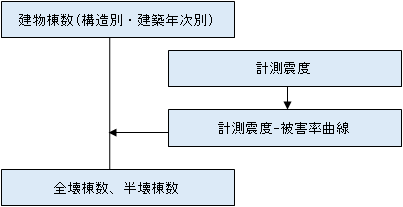 建物棟数(構造別・建築年次別)
計測震度
計測震度-被害率曲線
全壊棟数、半壊棟数